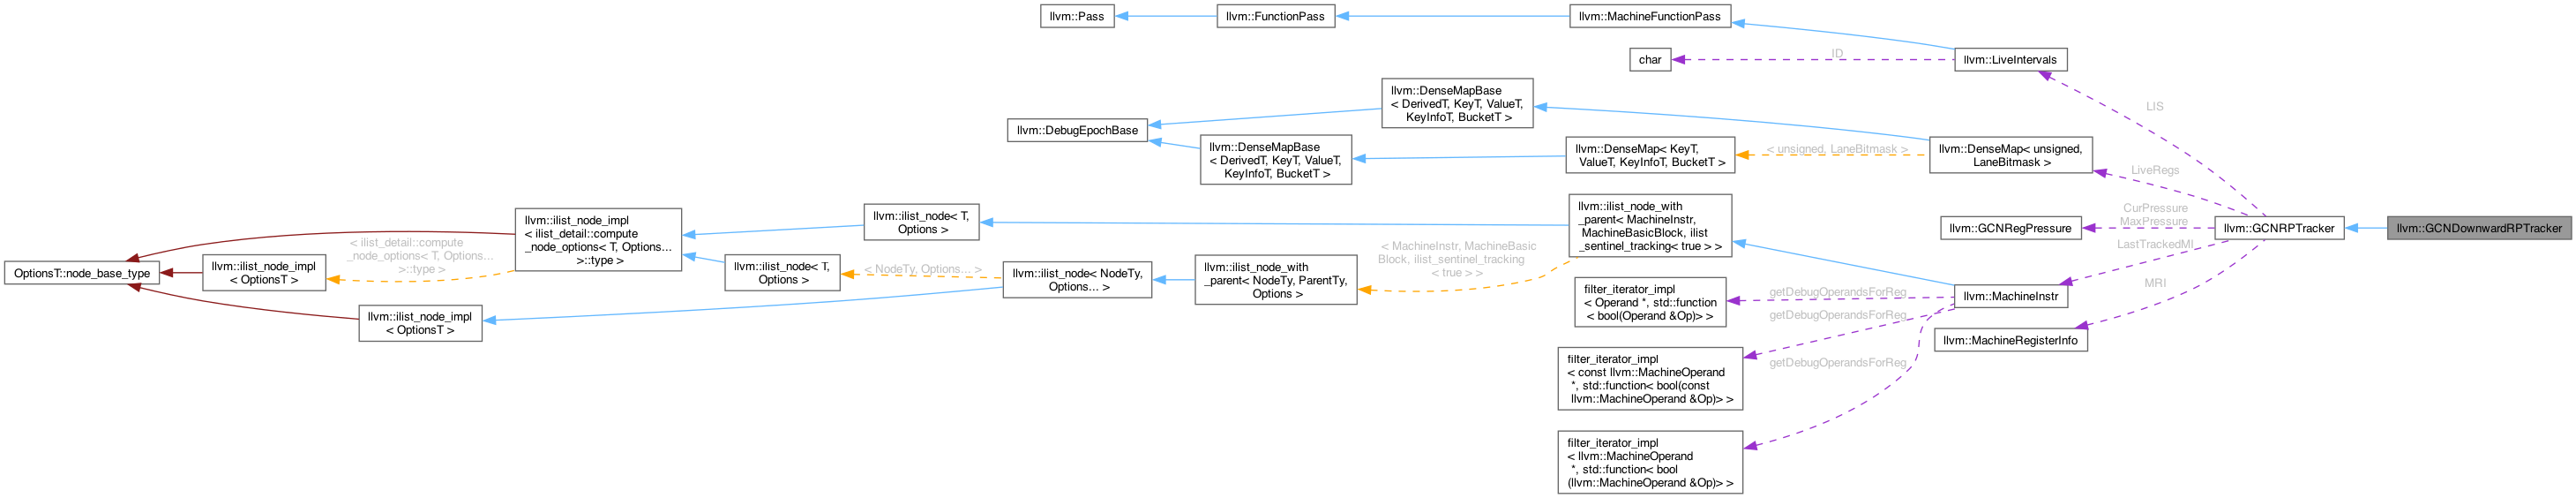 llvm::Pass
llvm::FunctionPass
llvm::MachineFunctionPass
char
ID
llvm::LiveIntervals
LIS
llvm::DenseMapBase
< DerivedT, KeyT, ValueT,
KeyInfoT, BucketT >
llvm::DebugEpochBase
llvm::DenseMapBase
< DerivedT, KeyT, ValueT,
KeyInfoT, BucketT >
llvm::DenseMap< KeyT,
ValueT, KeyInfoT, BucketT >
< unsigned, LaneBitmask >
llvm::DenseMap< unsigned,
LaneBitmask >
LiveRegs
llvm::ilist_node_impl
< ilist_detail::compute
_node_options< T, Options...
>::type >
llvm::ilist_node< T,
Options >
llvm::ilist_node_with
_parent< MachineInstr,
MachineBasicBlock, ilist
_sentinel_tracking< true > >
llvm::GCNRegPressure
CurPressure
MaxPressure
llvm::GCNRPTracker
llvm::GCNDownwardRPTracker
LastTrackedMI
OptionsT::node_base_type
llvm::ilist_node_impl
< OptionsT >
< ilist_detail::compute
_node_options< T, Options...
>::type >
llvm::ilist_node< T,
Options >
< NodeTy, Options... >
llvm::ilist_node< NodeTy,
Options... >
llvm::ilist_node_with
_parent< NodeTy, ParentTy,
Options >
< MachineInstr, MachineBasic
Block, ilist_sentinel_tracking
< true > >
llvm::ilist_node_impl
< OptionsT >
filter_iterator_impl
< Operand *, std::function
< bool(Operand &Op)> >
getDebugOperandsForReg
getDebugOperandsForReg
llvm::MachineInstr
MRI
llvm::MachineRegisterInfo
filter_iterator_impl
< const llvm::MachineOperand
*, std::function< bool(const
llvm::MachineOperand &Op)> >
getDebugOperandsForReg
filter_iterator_impl
< llvm::MachineOperand
*, std::function< bool
(llvm::MachineOperand &Op)> >